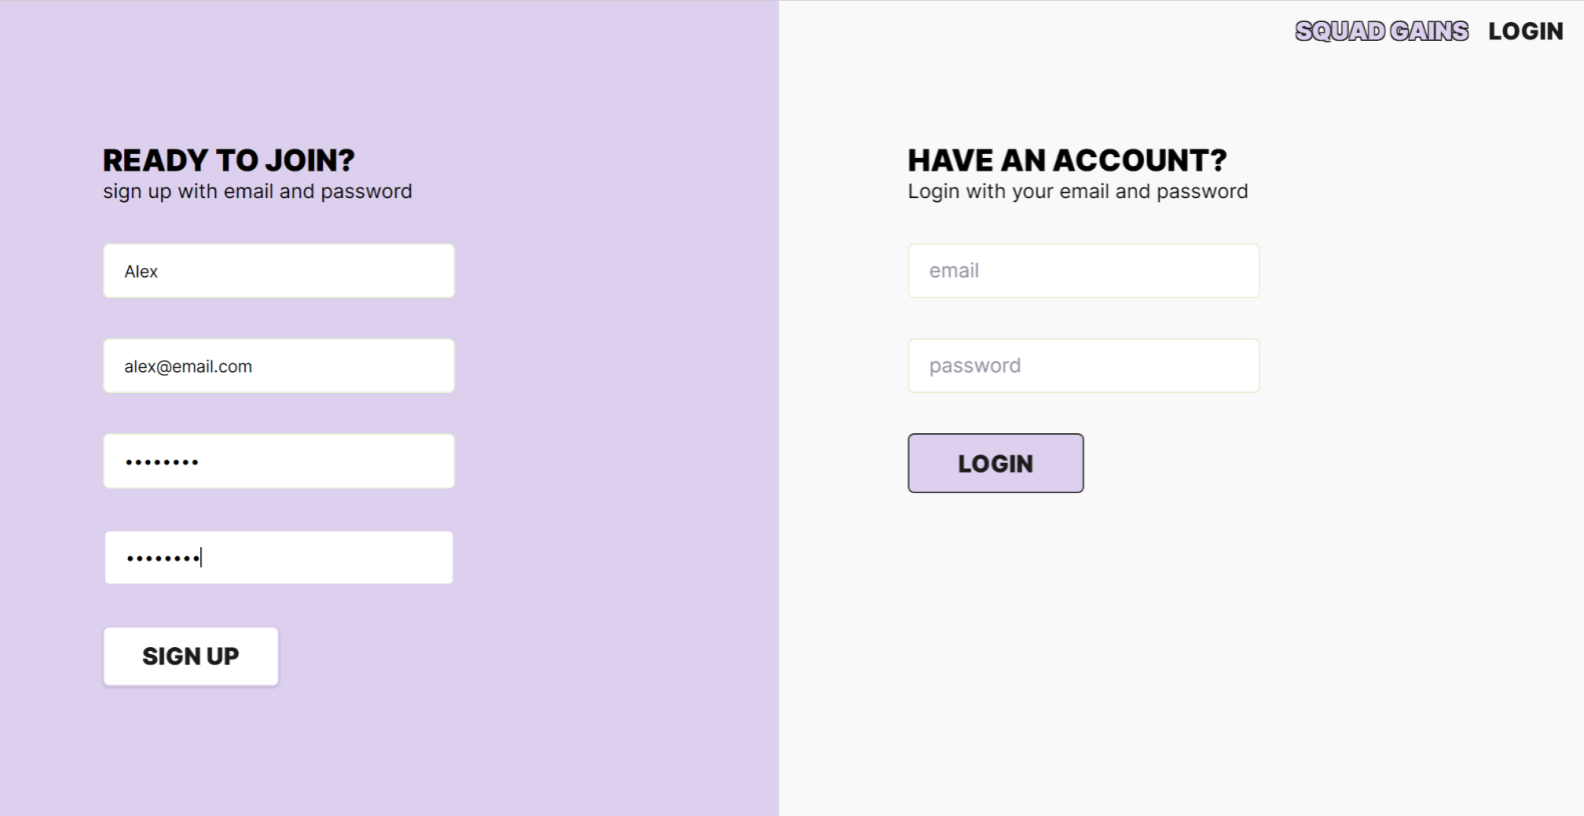 SQUAD GAINS LOGIN
READY TO JOIN?
sign up with email and password
Alex
alex@email.com
••••••••
••••••••
SIGN UP
HAVE AN ACCOUNT?
Login with your email and password
email
password
LOGIN